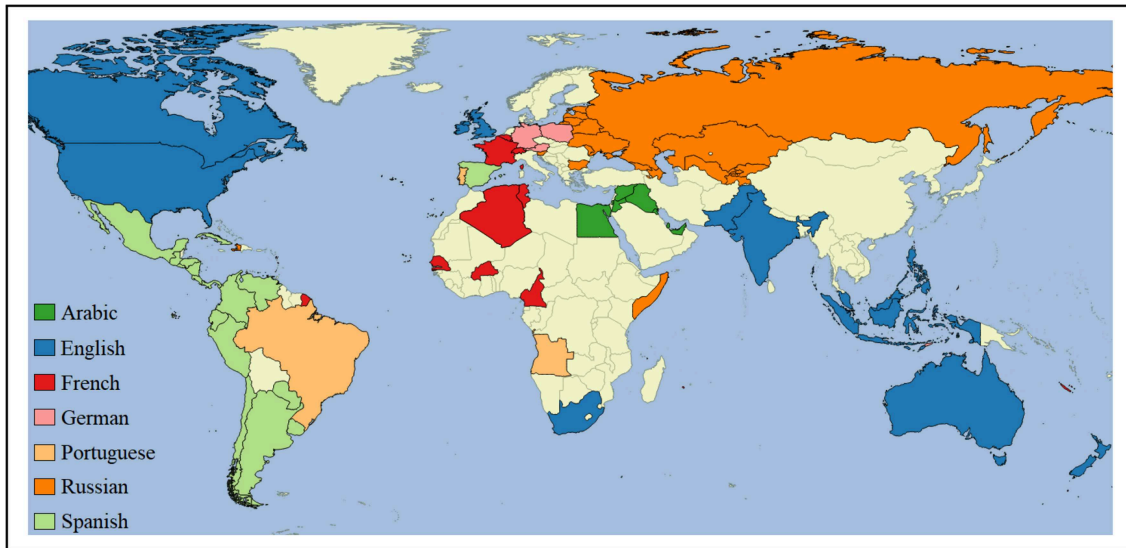 Arabic
English
French
German
Portuguese
Russian
Spanish